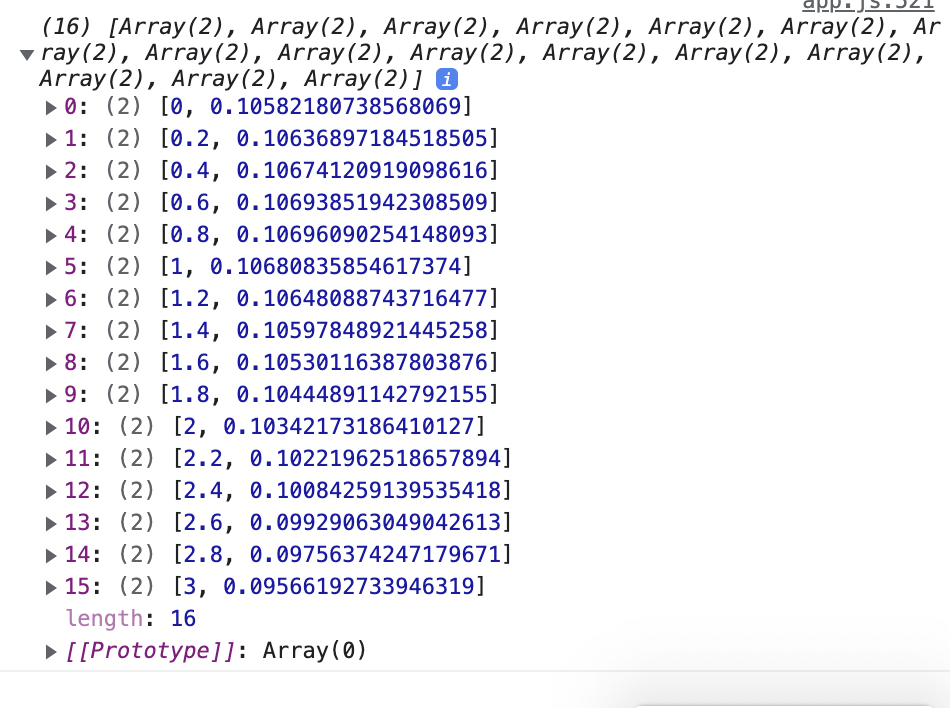 app.js:521
(16) [Array(2), Array(2), Array(2), Array(2), Array(2), Array(2), Ar
ray(2), Array(2), Array(2), Array(2), Array(2), Array(2), Array(2),
Array(2), Array(2), Array(2)] i
0: (2) [0, 0.10582180738568069]
1: (2) [0.2, 0.10636897184518505]
2: (2) [0.4, 0.10674120919098616]
3: (2) [0.6, 0.10693851942308509]
4: (2) [0.8, 0.10696090254148093]
5: (2) [1, 0.10680835854617374]
6: (2) [1.2, 0.10648088743716477]
7: (2) [1.4, 0.10597848921445258]
8: (2) [1.6, 0.10530116387803876]
9: (2) [1.8, 0.10444891142792155]
10: (2) [2, 0.10342173186410127]
11: (2) [2.2, 0.10221962518657894]
12: (2) [2.4, 0.10084259139535418]
13: (2) [2.6, 0.09929063049042613]
14: (2) [2.8, 0.09756374247179671]
15: (2) [3, 0.09566192733946319]
length: 16
[[Prototype]]: Array(0)